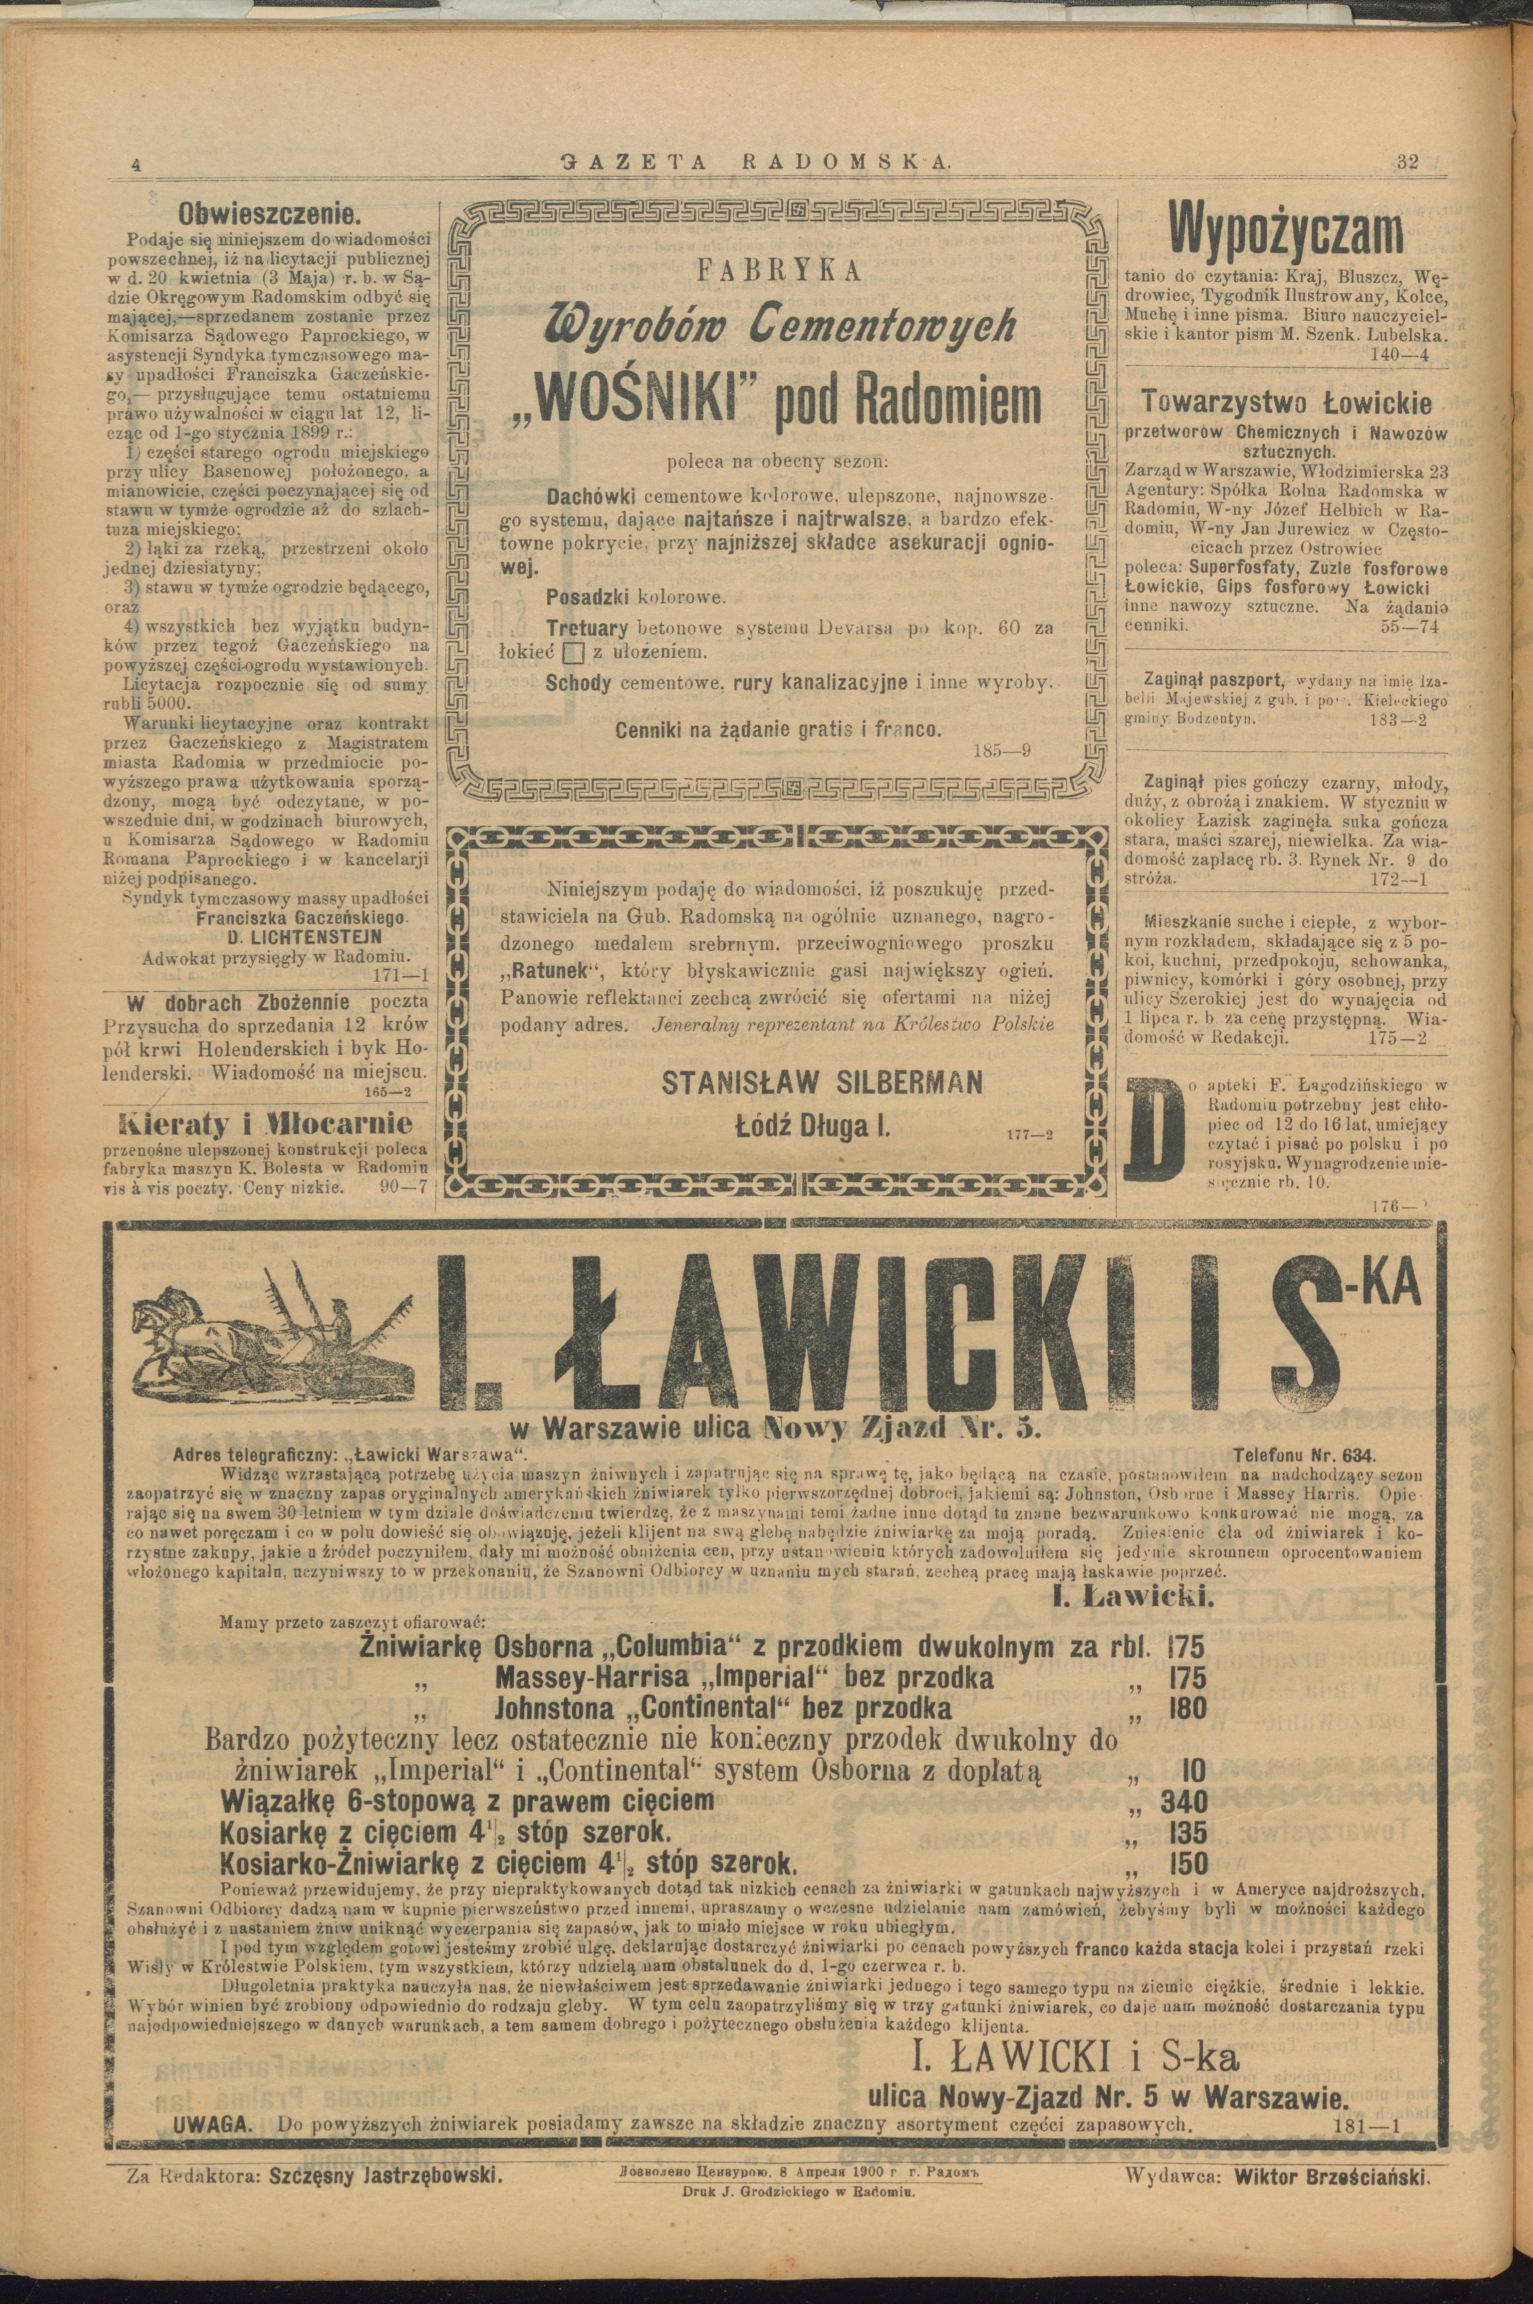 4
GAZETA RADOMSKA.
32
Obwieszczenie.
Podaje się niniejszem do wiadomości
powszechnej, iż na licytacji publicznej
w d. 20 kwietnia (3 Maja) r. b. w Są-
dzie Okręgowym Radomskim odbyć się
mającej,—sprzedanem zostanie przez
Komisarza Sądowego Paprockiego, w
asystencji Syndyka tymczasowego ma-
sy upadłości Franciszka Gaczeńskie-
go,— przysługujące temu ostatniemu
prawo używalności w ciągu lat 12, li-
cząc od 1-go stycznia 1899 r.:
1) części starego ogrodu miejskiego
przy ulicy Basenowej położonego, a
mianowicie, części poczynającej się od
stawu w tymże ogrodzie aż do szlach-
tuza miejskiego;
2) łąki za rzeką, przestrzeni około
jednej dziesiatyny;
3) stawu w tymże ogrodzie będącego,
oraz
4) wszystkich bez wyjątku budyn-
ków przez tegoż Gaczeńskiego na
powyższej części-ogrodu wystawionych.
Licytacja rozpocznie się od sumy
rubli 5000.
Warunki licytacyjne oraz kontrakt
przez Gaczeńskiego z Magistratem
miasta Radomia w przedmiocie po-
wyższego prawa użytkowania sporzą-
dzony, mogą być odczytane, w po-
wszednie dni, w godzinach biurowych,
u Komisarza Sądowego w Radomiu
Romana Paprockiego i w kancelarji
niżej podpisanego.
Syndyk tymczasowy massy upadłości
Franciszka Gaczeńskiego
D. LICHTENSTEJN
Adwokat przysięgły w Radomiu.
171—1
W dobrach Zbożennie poczta
Przysucha do sprzedania 12 krów
pół krwi Holenderskich i byk Ho-
lenderski. Wiadomość na miejscu.
165—2
Kieraty i Młocarnie
przenośne ulepszonej konstrukcji poleca
fabryka maszyn K. Bolesta w Radomiu
vis à vis poczty. Ceny nizkie. 90—7
FABRYKA
Wyrobów Cementowych
„WOŚNIKI” pod Radomiem
poleca na obecny sezon:
Dachówki cementowe kolorowe, ulepszone, najnowsze-
go systemu, dające najtańsze i najtrwalsze, a bardzo efek-
towne pokrycie, przy najniższej składce asekuracji ognio-
wej.
Posadzki kolorowe.
Tretuary betonowe systemu Devarsa po kop. 60 za
łokieć □ z ułożeniem.
Schody cementowe, rury kanalizacyjne i inne wyroby.
Cenniki na żądanie gratis i franco.
185—9
Niniejszym podaję do wiadomości, iż poszukuję przed-
stawiciela na Gub. Radomską na ogólnie uznanego, nagro-
dzonego medalem srebrnym, przeciwogniowego proszku
„Ratunek“, który błyskawicznie gasi największy ogień.
Panowie reflektanci zechcą zwrócić się ofertami na niżej
podany adres. Jeneralny reprezentant na Królestwo Polskie
STANISŁAW SILBERMAN
Łódź Długa I.
177—2
Wypożyczam
tanio do czytania: Kraj, Bluszcz, Wę-
drowiec, Tygodnik Ilustrowany, Kolce,
Muchę i inne pisma. Biuro nauczyciel-
skie i kantor pism M. Szenk. Lubelska.
140—4
Towarzystwo Łowickie
przetworów Chemicznych i Nawozów
sztucznych.
Zarząd w Warszawie, Włodzimierska 23
Agentury: Spółka Rolna Radomska w
Radomiu, W-ny Józef Helbich w Ra-
domiu, W-ny Jan Jurewicz w Często-
cicach przez Ostrowiec
poleca: Superfosfaty, Zuzle fosforowe
Łowickie, Gips fosforowy Łowicki
inne nawozy sztuczne. Na żądanie
cenniki. 55—74
Zaginął paszport, wydany na imię Iza-
belii Majewskiej z gub. i Kieleckiego
gminy Bodzentyn. 183—2
Zaginął pies gończy czarny, młody,
duży, z obrożą i znakiem. W styczniu w
okolicy Łazisk zaginęła suka gończa
stara, maści szarej, niewielka. Za wia-
domość zapłacę rb. 3. Rynek Nr. 9 do
stróża. 172—1
Mieszkanie suche i ciepłe, z wybor-
nym rozkładem, składające się z 5 po-
koi, kuchni, przedpokoju, schowanka,
piwnicy, komórki i góry osobnej, przy
ulicy Szerokiej jest do wynajęcia od
1 lipca r. b za cenę przystępną. Wia-
domość w Redakcji. 175—2
Do apteki F. Łagodzińskiego w
Radomiu potrzebny jest chło-
piec od 12 do 16 lat, umiejący
czytać i pisać po polsku i po
rosyjsku. Wynagrodzenie mie-
sięcznie rb. 10.
176—
I. ŁAWICKI I S-KA
w Warszawie ulica Nowy Zjazd Nr. 5.
Adres telegraficzny: „Ławicki Warszawa“.
Telefonu Nr. 634.
Widząc wzrastającą potrzebę użycia maszyn żniwnych i zapatrując się na sprawę tę, jako będącą na czasie, postanowiłem na nadchodzący sezon
zaopatrzyć się w znaczny zapas oryginalnych amerykańskich żniwiarek tylko pierwszorzędnej dobroci, jakiemi są: Johnston, Osborne i Massey Harris. Opie-
rając się na swem 30-letniem w tym dziale doświadczeniu twierdzę, że z maszynami temi żadne inne dotąd tu znane bezwarunkowo konkurować nie mogą, za
co nawet poręczam i co w polu dowieść się obowiązuję, jeżeli klijent na swą glebę nabędzie żniwiarkę za moją poradą. Zniesienie cła od żniwiarek i ko-
rzystne zakupy, jakie u źródeł poczyniłem, dały mi możność obniżenia cen, przy ustanowieniu których zadowolniłem się jedynie skromnem oprocentowaniem
włożonego kapitału, uczyniwszy to w przekonaniu, że Szanowni Odbiorcy w uznaniu mych starań, zechcą pracę mają łaskawie poprzeć.
I. Ławicki.
Mamy przeto zaszczyt ofiarować:
Żniwiarkę Osborna „Columbia“ z przodkiem dwukolnym za rbl. 175
„ Massey-Harrisa „Imperial“ bez przodka „ 175
„ Johnstona „Continental“ bez przodka „ 180
Bardzo pożyteczny lecz ostatecznie nie konieczny przodek dwukolny do
żniwiarek „Imperial“ i „Continental“ system Osborna z dopłatą „ 10
Wiązałkę 6-stopową z prawem cięciem „ 340
Kosiarkę z cięciem 4½ stóp szerok. „ 135
Kosiarko-Żniwiarkę z cięciem 4½ stóp szerok. „ 150
Ponieważ przewidujemy, że przy niepraktykowanych dotąd tak nizkich cenach za żniwiarki w gatunkach najwyższych i w Ameryce najdroższych,
Szanowni Odbiorcy dadzą nam w kupnie pierwszeństwo przed innemi, upraszamy o wczesne udzielanie nam zamówień, żebyśmy byli w możności każdego
obsłużyć i z nastaniem żniw uniknąć wyczerpania się zapasów, jak to miało miejsce w roku ubiegłym.
I pod tym względem gotowi jesteśmy zrobić ulgę, deklarując dostarczyć żniwiarki po cenach powyższych franco każda stacja kolei i przystań rzeki
Wisły w Królestwie Polskiem, tym wszystkiem, którzy udzielą nam obstalunek do d. 1-go czerwca r. b.
Długoletnia praktyka nauczyła nas, że niewłaściwem jest sprzedawanie żniwiarki jednego i tego samego typu na ziemie ciężkie, średnie i lekkie.
Wybór winien być zrobiony odpowiednio do rodzaju gleby. W tym celu zaopatrzyliśmy się w trzy gatunki żniwiarek, co daje nam możność dostarczania typu
najodpowiedniejszego w danych warunkach, a tem samem dobrego i pożytecznego obsłużenia każdego klijenta.
I. ŁAWICKI i S-ka
ulica Nowy-Zjazd Nr. 5 w Warszawie.
UWAGA. Do powyższych żniwiarek posiadamy zawsze na składzie znaczny asortyment części zapasowych. 181—1
Za Redaktora: Szczęsny Jastrzębowski.
Дозволено Цензурою. 8 Апреля 1900 г г. Радомъ
Druk J. Grodzickiego w Radomiu.
Wydawca: Wiktor Brześciański.